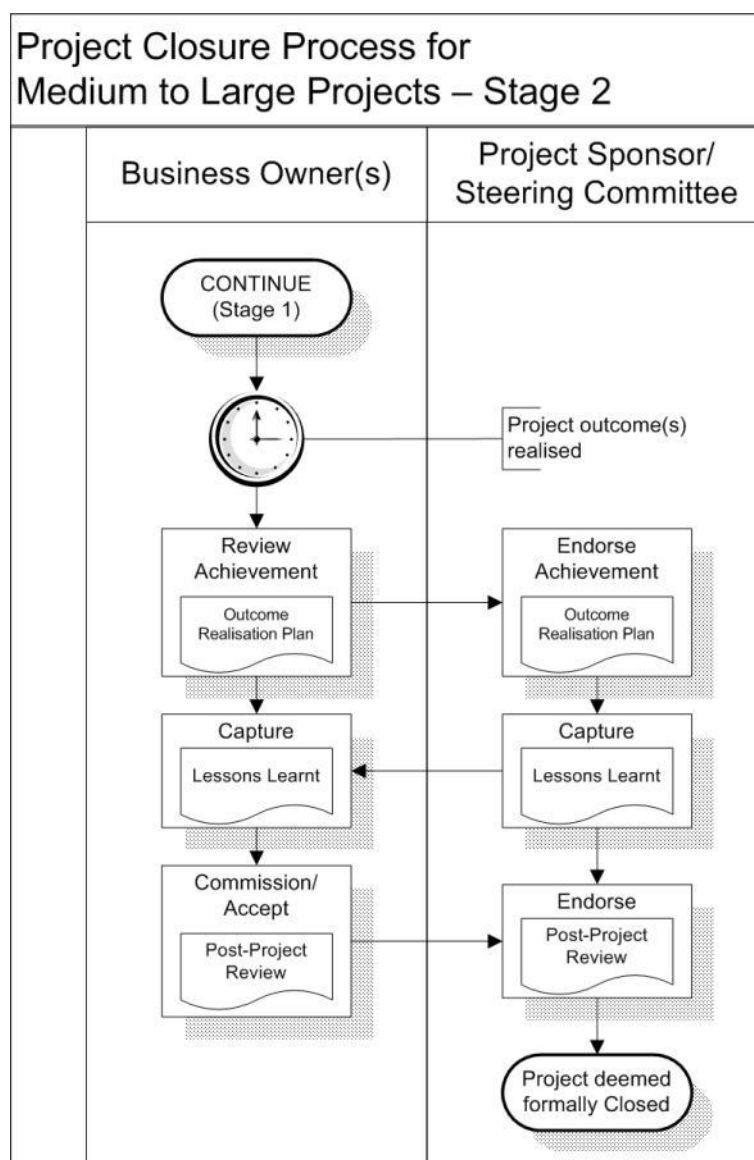 Project Closure Process for
Medium to Large Projects – Stage 2
Business Owner(s)
Project Sponsor/
Steering Committee
CONTINUE
(Stage 1)
Project outcome(s)
realised
Review
Achievement
Outcome
Realisation Plan
Endorse
Achievement
Outcome
Realisation Plan
Capture
Lessons Learnt
Capture
Lessons Learnt
Commission/
Accept
Post-Project
Review
Endorse
Post-Project
Review
Project deemed
formally Closed